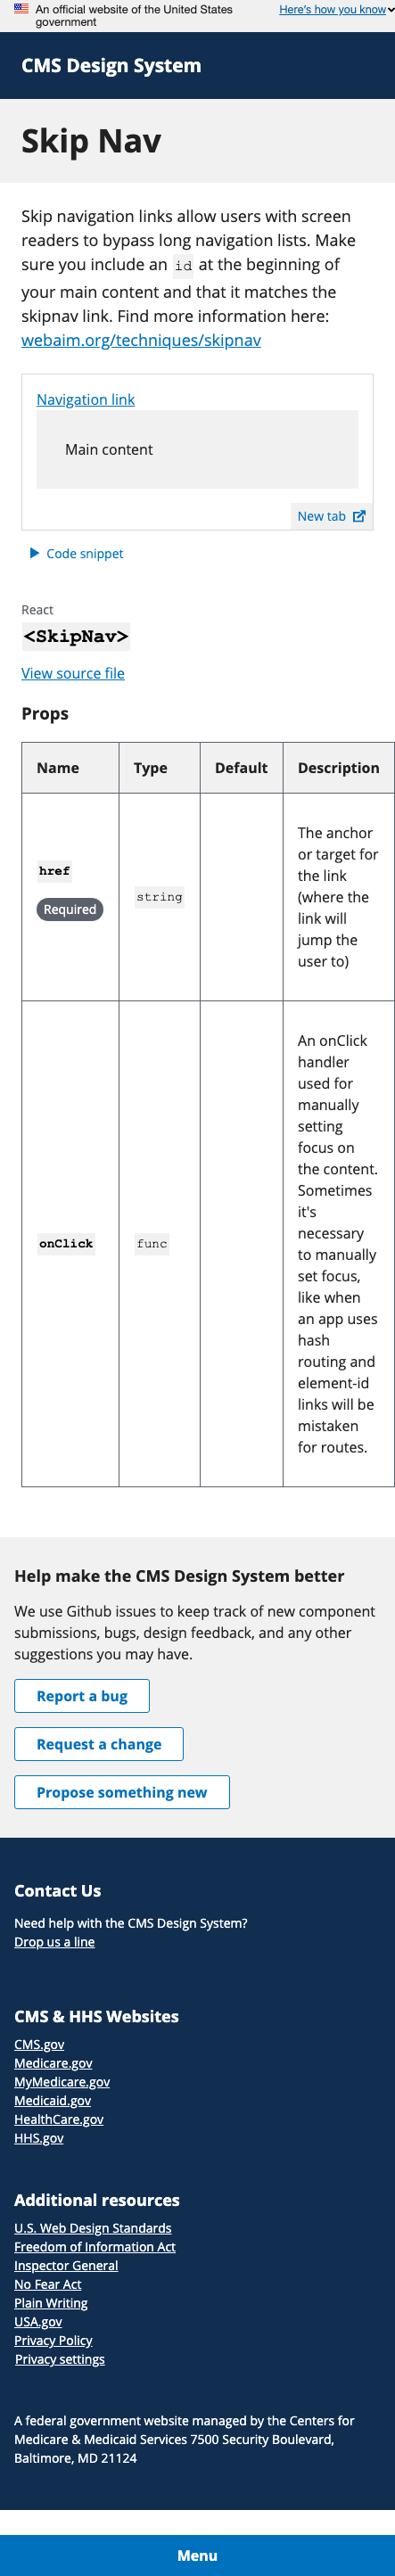 An official website of the United States
government
Here's how you know
CMS Design System
Skip Nav
Skip navigation links allow users with screen
readers to bypass long navigation lists. Make
sure you include an id at the beginning of
your main content and that it matches the
skipnav link. Find more information here:
webaim.org/techniques/skipnav
Navigation link
Main content
New tab
Code snippet
React
<SkipNav>
View source file
Props
Name Type Default Description
href
Required
string
The anchor
or target for
the link
(where the
link will
jump the
user to)
onClick
func
An onClick
handler
used for
manually
setting
focus on
the content.
Sometimes
it's
necessary
to manually
set focus,
like when
an app uses
hash
routing and
element-id
links will be
mistaken
for routes.
Help make the CMS Design System better
We use Github issues to keep track of new component
submissions, bugs, design feedback, and any other
suggestions you may have.
Report a bug
Request a change
Propose something new
Contact Us
Need help with the CMS Design System?
Drop us a line
CMS & HHS Websites
CMS.gov
Medicare.gov
MyMedicare.gov
Medicaid.gov
HealthCare.gov
HHS.gov
Additional resources
U.S. Web Design Standards
Freedom of Information Act
Inspector General
No Fear Act
Plain Writing
USA.gov
Privacy Policy
Privacy settings
A federal government website managed by the Centers for
Medicare & Medicaid Services 7500 Security Boulevard,
Baltimore, MD 21124
Menu